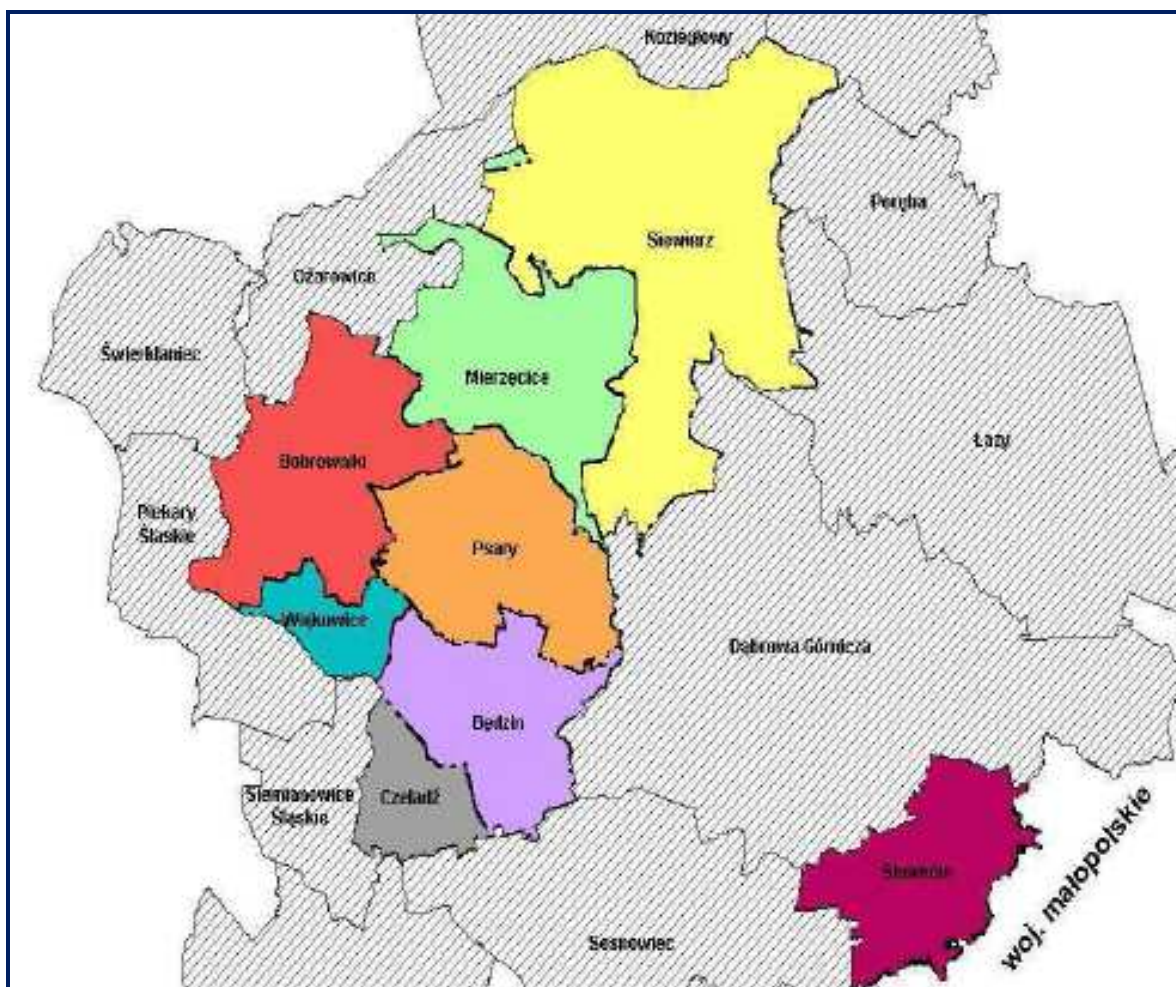 Koziegłowy
Poręba
Siewierz
Ożarowice
Świerklaniec
Mierzęcice
Łazy
Bobrowniki
Piekary
Śląskie
Psary
Wojkowice
Dąbrowa Górnicza
Będzin
Siemianowice
Śląskie
Czeladź
Sławków
woj. małopolskie
Sosnowiec